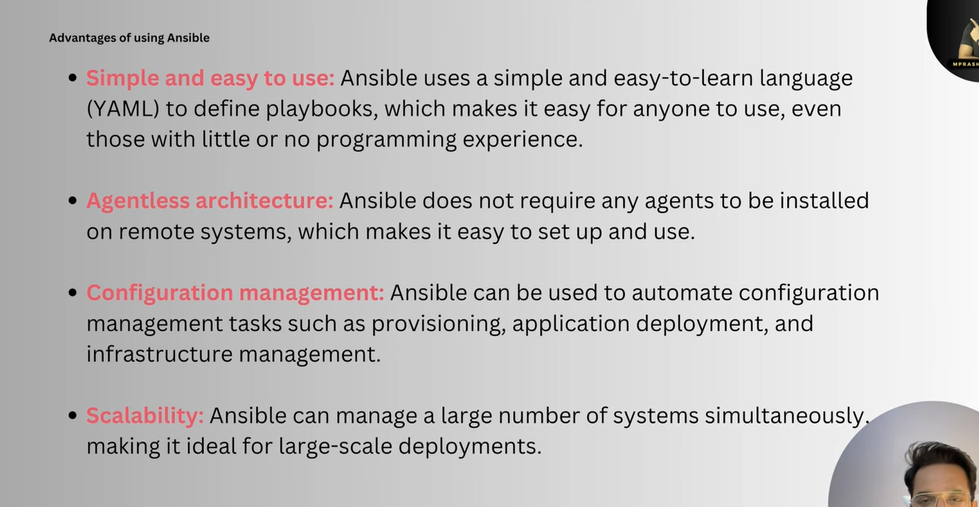 Advantages of using Ansible
• Simple and easy to use: Ansible uses a simple and easy-to-learn language
(YAML) to define playbooks, which makes it easy for anyone to use, even
those with little or no programming experience.
• Agentless architecture: Ansible does not require any agents to be installed
on remote systems, which makes it easy to set up and use.
• Configuration management: Ansible can be used to automate configuration
management tasks such as provisioning, application deployment, and
infrastructure management.
• Scalability: Ansible can manage a large number of systems simultaneously,
making it ideal for large-scale deployments.